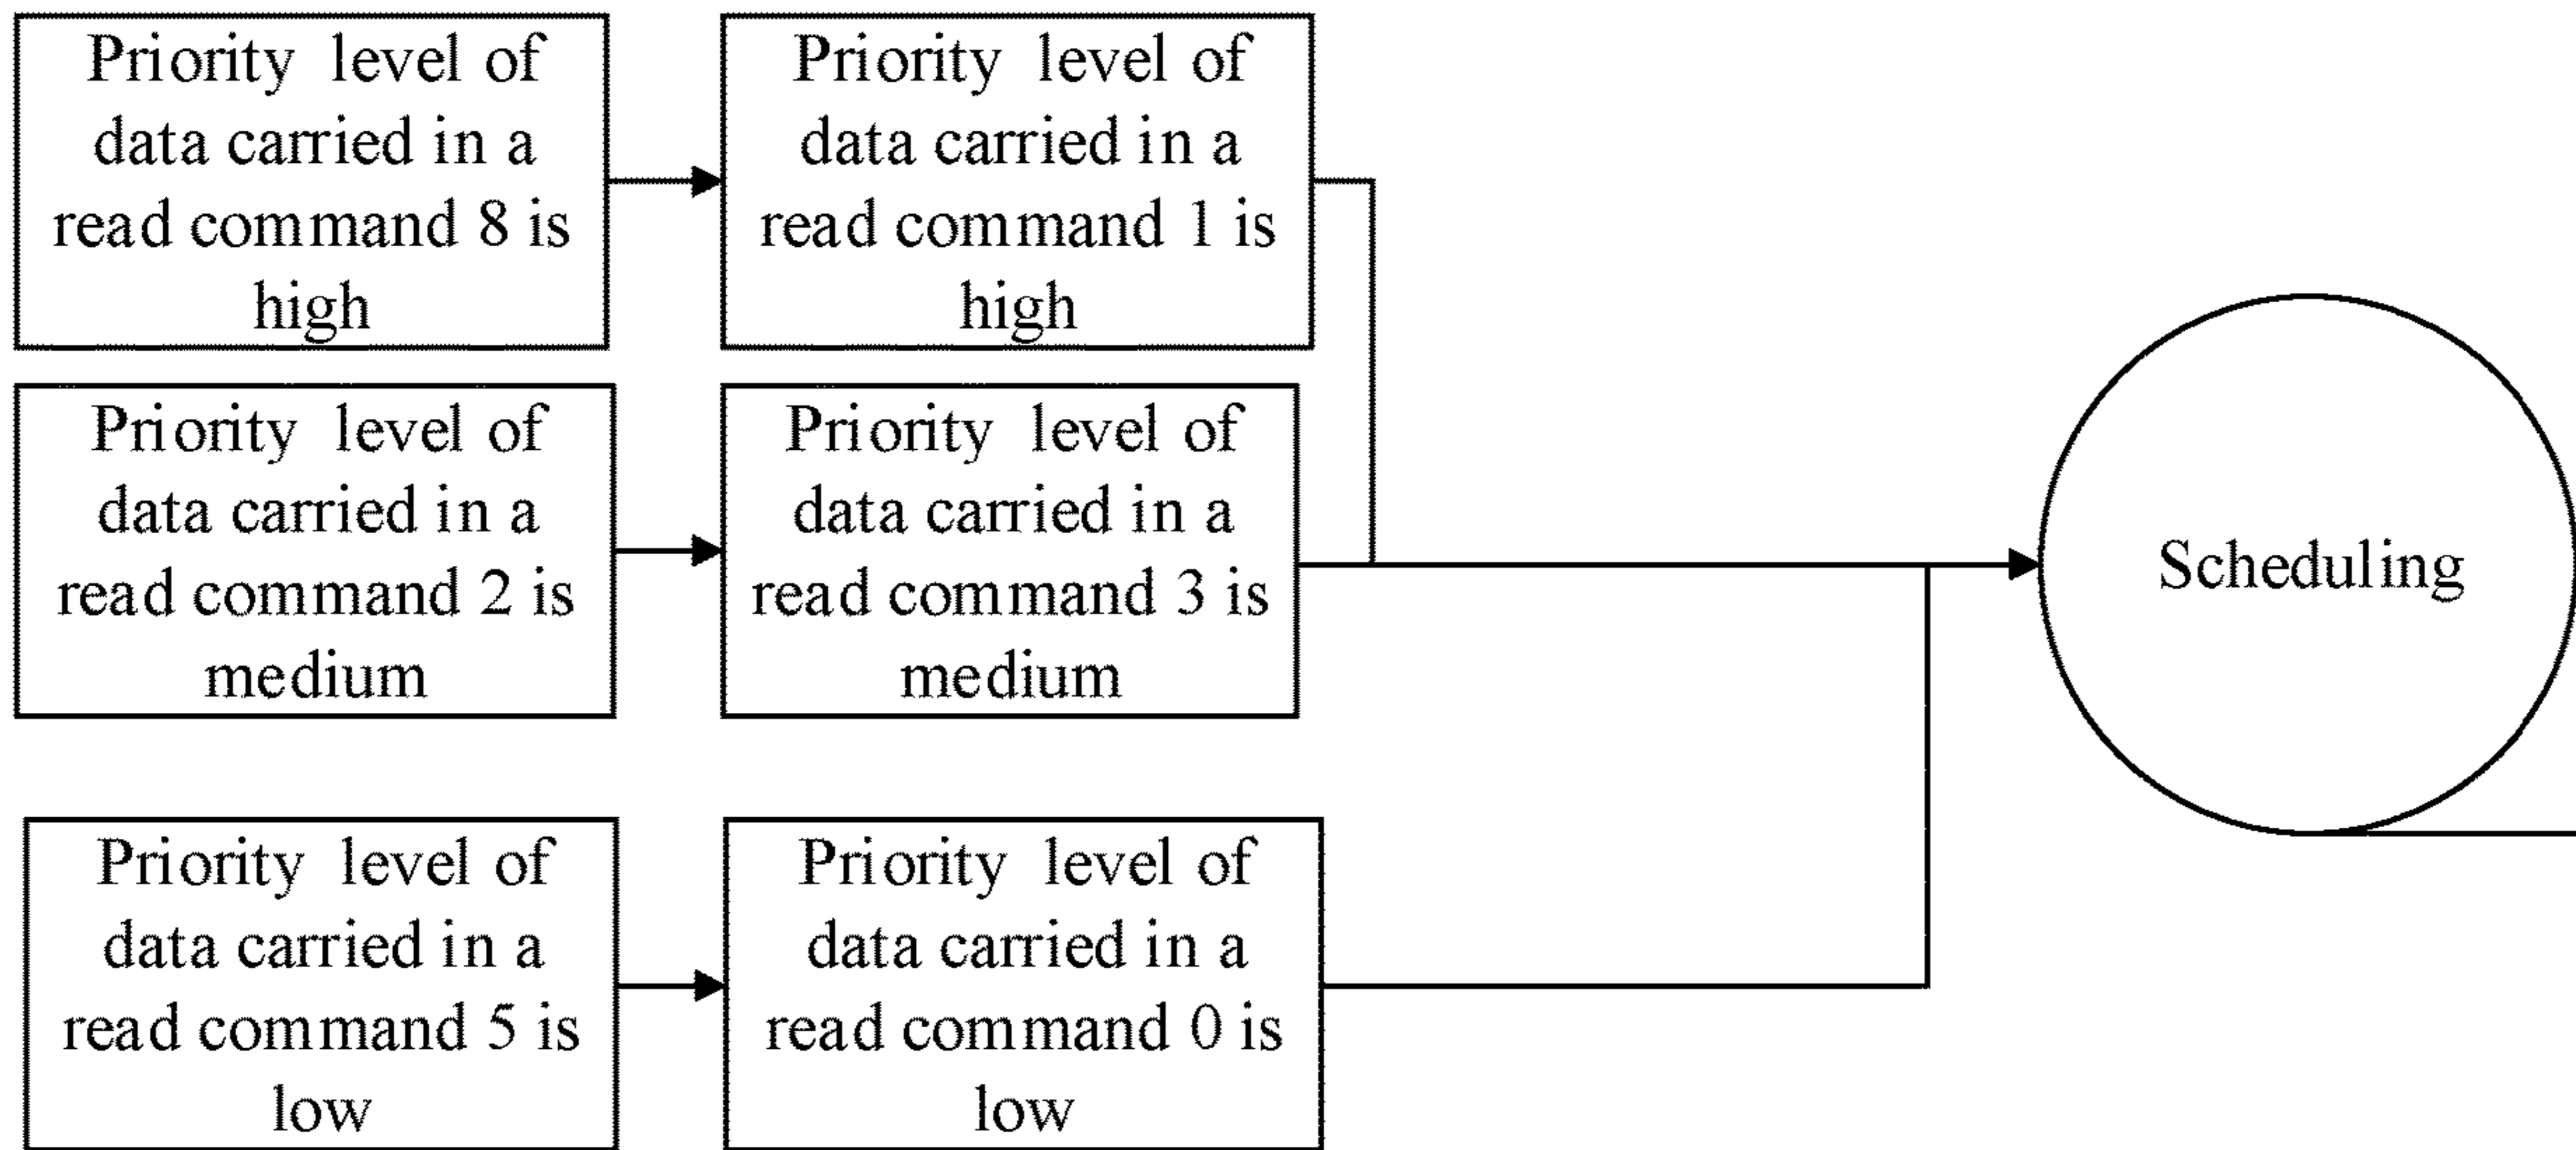 Priority level of
data carried in a
read command 8 is
high
Priority level of
data carried in a
read command 1 is
high
Priority level of
data carried in a
read command 2 is
medium
Priority level of
data carried in a
read command 3 is
medium
Scheduling
Priority level of
data carried in a
read command 5 is
low
Priority level of
data carried in a
read command 0 is
low